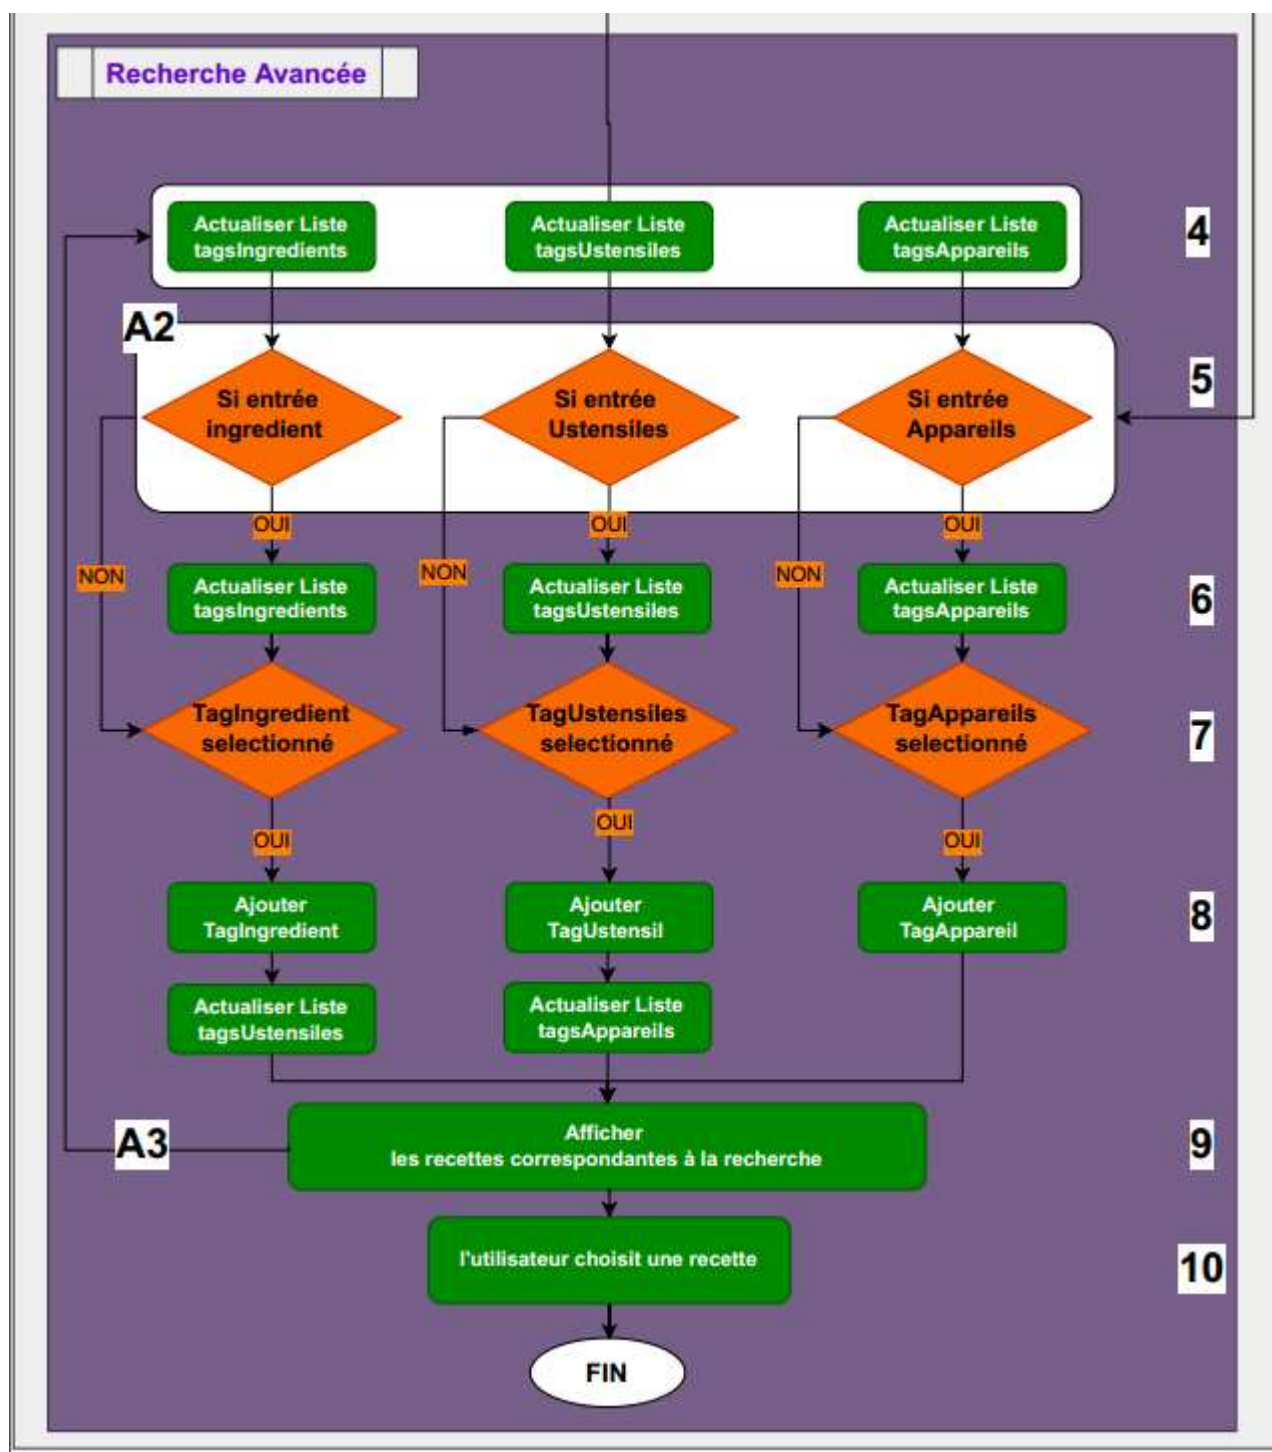 Recherche Avancée
Actualiser Liste
tagsIngredients
Actualiser Liste
tagsUstensiles
Actualiser Liste
tagsAppareils
4
A2
Si entrée
ingredient
Si entrée
Ustensiles
Si entrée
Appareils
5
OUI
OUI
OUI
NON
NON
NON
Actualiser Liste
tagsIngredients
Actualiser Liste
tagsUstensiles
Actualiser Liste
tagsAppareils
6
TagIngredient
selectionné
TagUstensiles
selectionné
TagAppareils
selectionné
7
OUI
OUI
OUI
Ajouter
TagIngredient
Ajouter
TagUstensil
Ajouter
TagAppareil
8
Actualiser Liste
tagsUstensiles
Actualiser Liste
tagsAppareils
A3
Afficher
les recettes correspondantes à la recherche
9
l'utilisateur choisit une recette
10
FIN